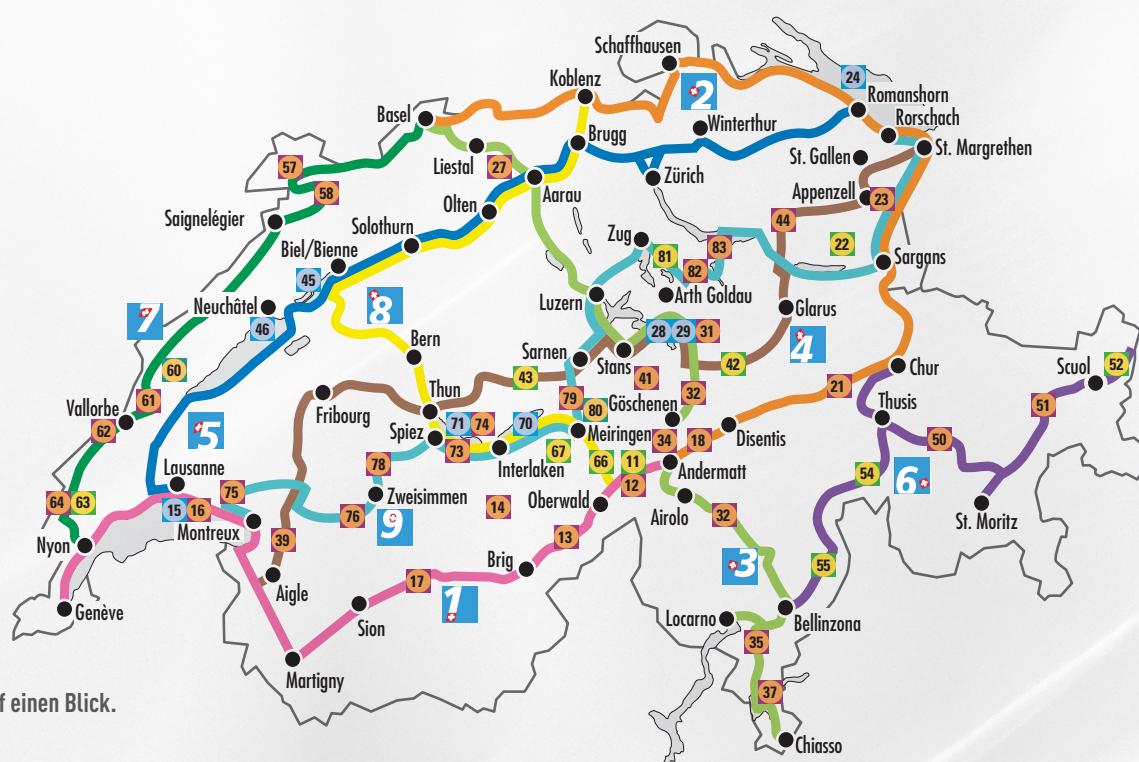 Schaffhausen
24
Koblenz
2
Romanshorn
Basel
Rorschach
Winterthur
Brugg
St. Margrethen
St. Gallen
Liestal
27
57
Zürich
Aarau
58
Appenzell
23
Olten
44
Saignelégier
Solothurn
Zug
83
22
Biel/Bienne
81
Sargans
82
45
Luzern
Arth Goldau
Neuchâtel
8
Glarus
7
46
28
29
31
4
Bern
Sarnen
Stans
42
Scuol
52
60
43
41
Chur
Thun
79
21
61
Fribourg
80
Göschenen
32
Thusis
51
Vallorbe
71
74
70
Meiringen
Disentis
62
5
Spiez
34
18
50
73
Interlaken
67
66
11
Andermatt
78
54
6
Lausanne
12
75
Zweisimmen
Oberwald
64
63
15
16
14
St. Moritz
76
Airolo
32
Montreux
9
39
13
Nyon
3
55
Brig
17
Aigle
1
Genève
Locarno
Bellinzona
Sion
35
Martigny
37
f einen Blick.
Chiasso